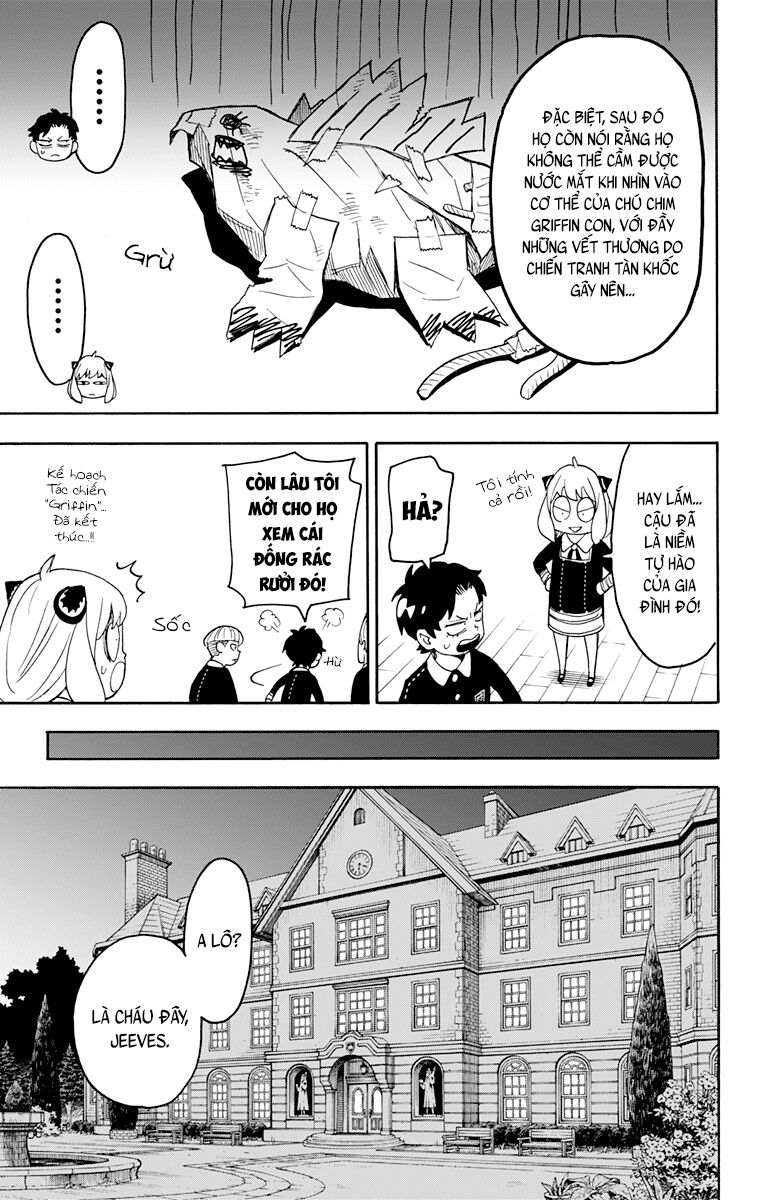 ĐẶC BIỆT, SAU ĐÓ
HỌ CÒN NÓI RẰNG HỌ
KHÔNG THỂ CẦM ĐƯỢC
NƯỚC MẮT KHI NHÌN VÀO
CƠ THỂ CỦA CHÚ CHIM
GRIFFIN CON, VỚI ĐẦY
NHỮNG VẾT THƯƠNG DO
CHIẾN TRANH TÀN KHỐC
GÂY NÊN...
......
Grừ
......
HAY LẮM...
CẬU ĐÃ
LÀ NIỀM
TỰ HÀO
CỦA GIA
ĐÌNH ĐÓ!
Tôi tính
cả rồi!
HẢ?
CÒN LÂU TÔI
MỚI CHO HỌ
XEM CÁI
ĐỐNG RÁC
RƯỞI ĐÓ!
Hừ
Kế hoạch
Tác chiến
"Griffin"...
Đã kết
thúc...!!
Sốc
A LÔ?
LÀ CHÁU ĐÂY,
JEEVES.